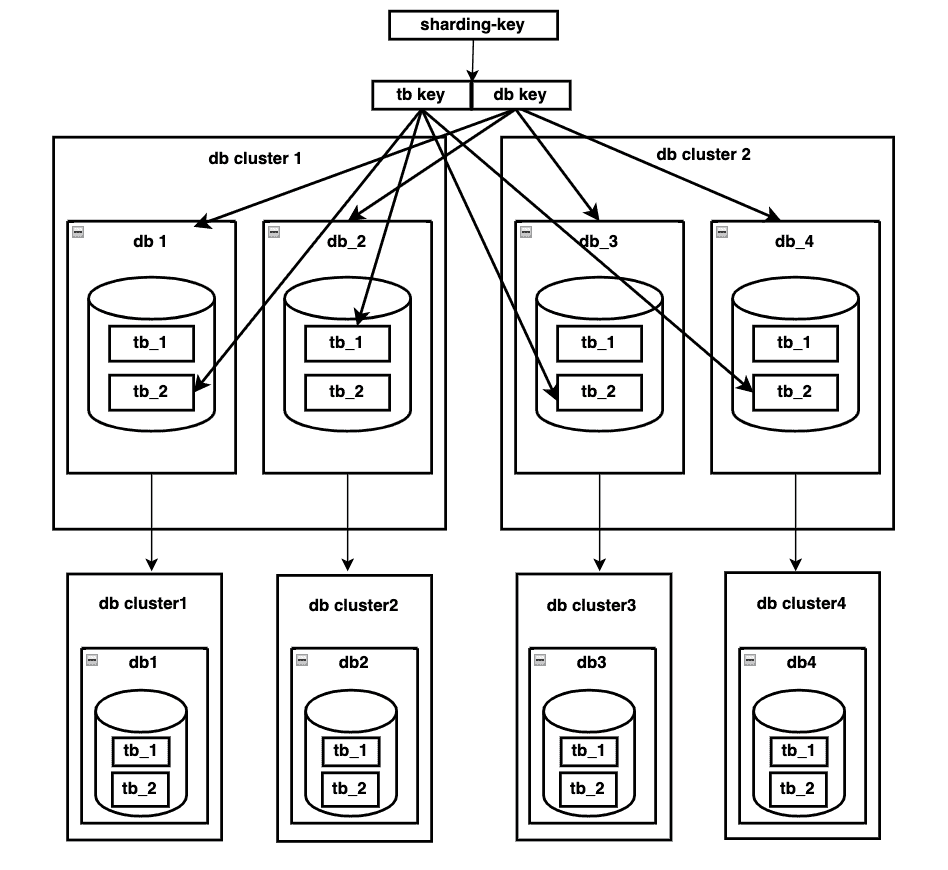 sharding-key
tb key
db key
db cluster 1
db cluster 2
db 1
db_2
db_3
db_4
tb_1
tb_1
tb_1
tb_1
tb_2
tb_2
tb_2
tb_2
db cluster1
db cluster2
db cluster3
db cluster4
db1
db2
db3
db4
tb_1
tb_1
tb_1
tb_1
tb_2
tb_2
tb_2
tb_2